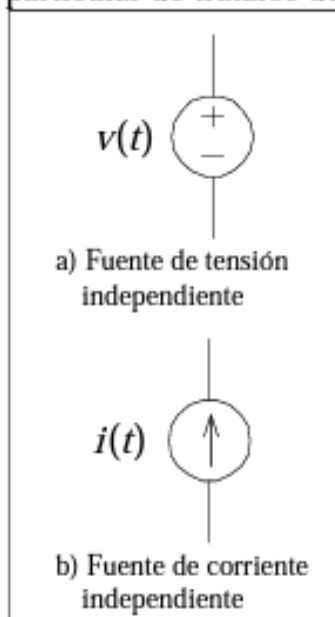 v(t)
+
−
a) Fuente de tensión
independiente
i(t)
b) Fuente de corriente
independiente